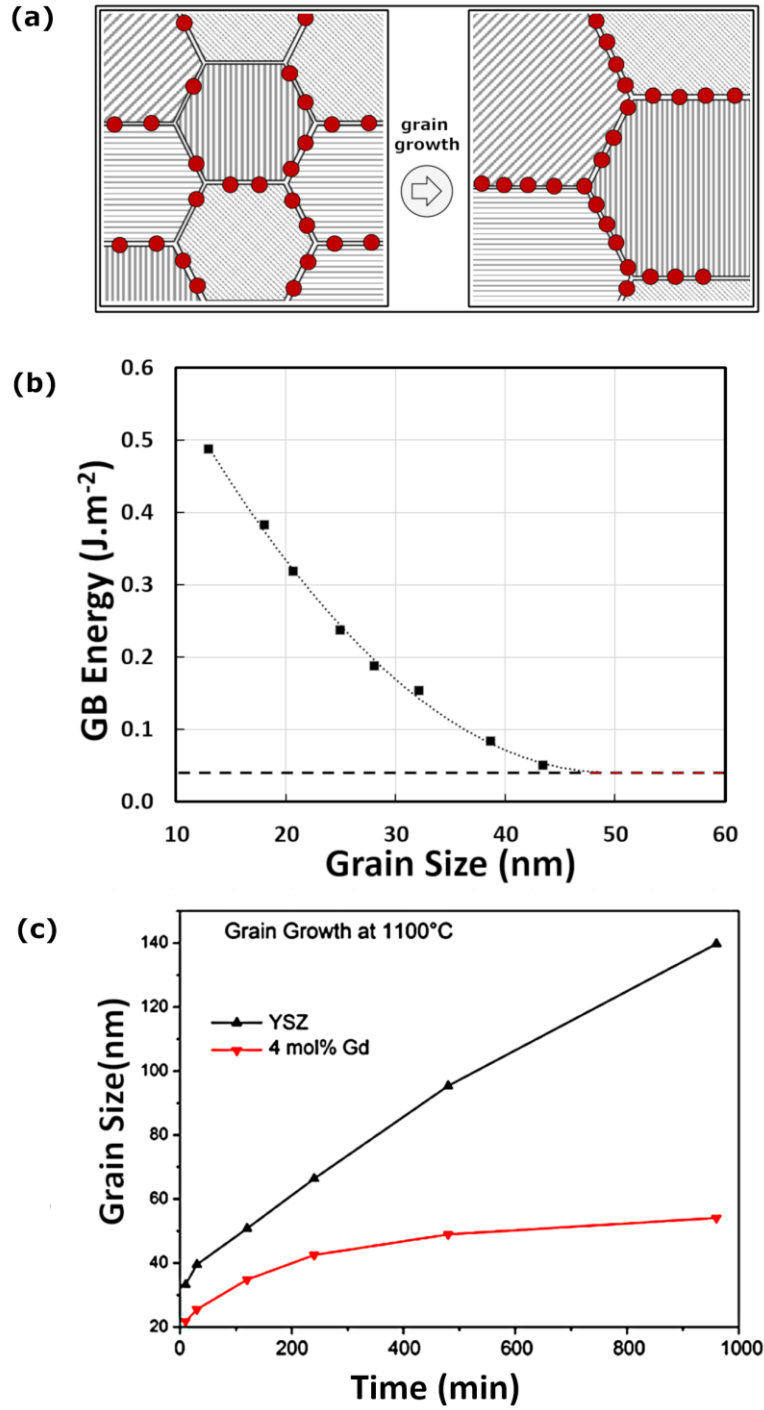 (a)
grain
growth
(b)
GB Energy (J.m-2)
0.6
0.5
0.4
0.3
0.2
0.1
0.0
10 20 30 40 50 60
Grain Size (nm)
(c)
Grain Growth at 1100°C
YSZ
4 mol% Gd
Grain Size(nm)
140
120
100
80
60
40
20
0 200 400 600 800 1000
Time (min)